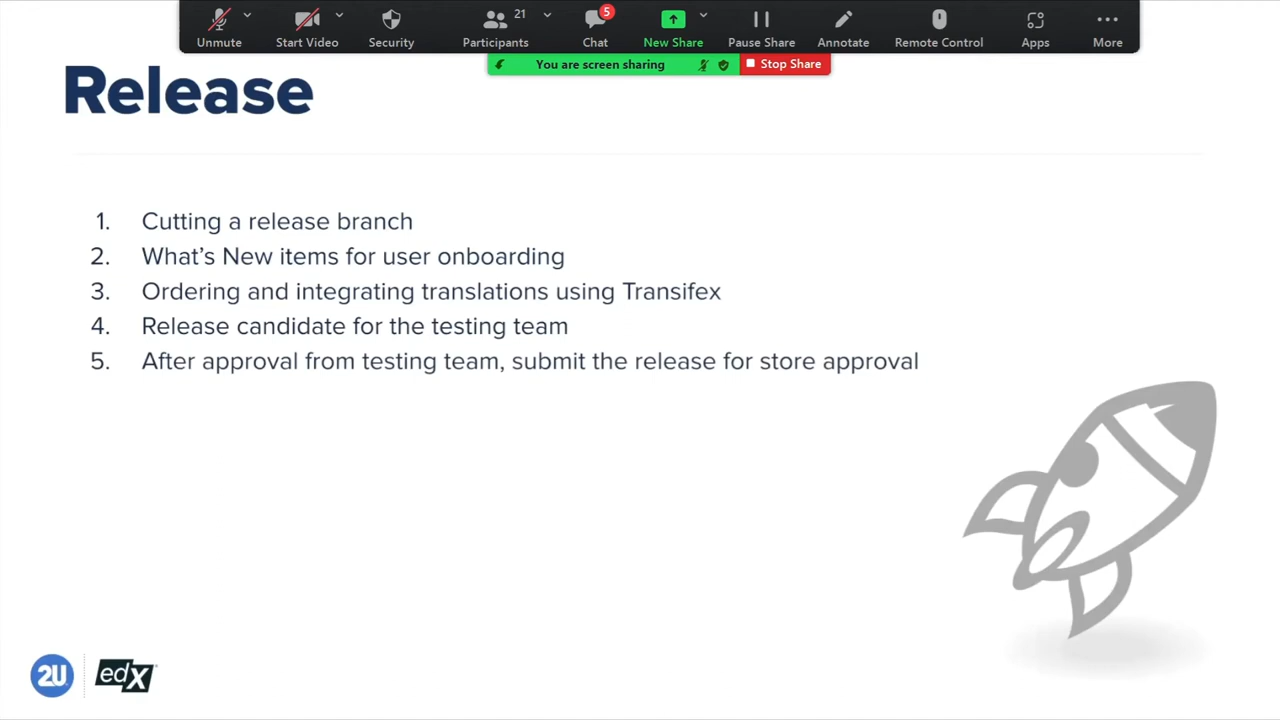 Unmute
Start Video
Security
21
Participants
5
Chat
New Share
Pause Share
Annotate
Remote Control
Apps
More
You are screen sharing
Stop Share
Release
1. Cutting a release branch
2. What’s New items for user onboarding
3. Ordering and integrating translations using Transifex
4. Release candidate for the testing team
5. After approval from testing team, submit the release for store approval
2U
edX